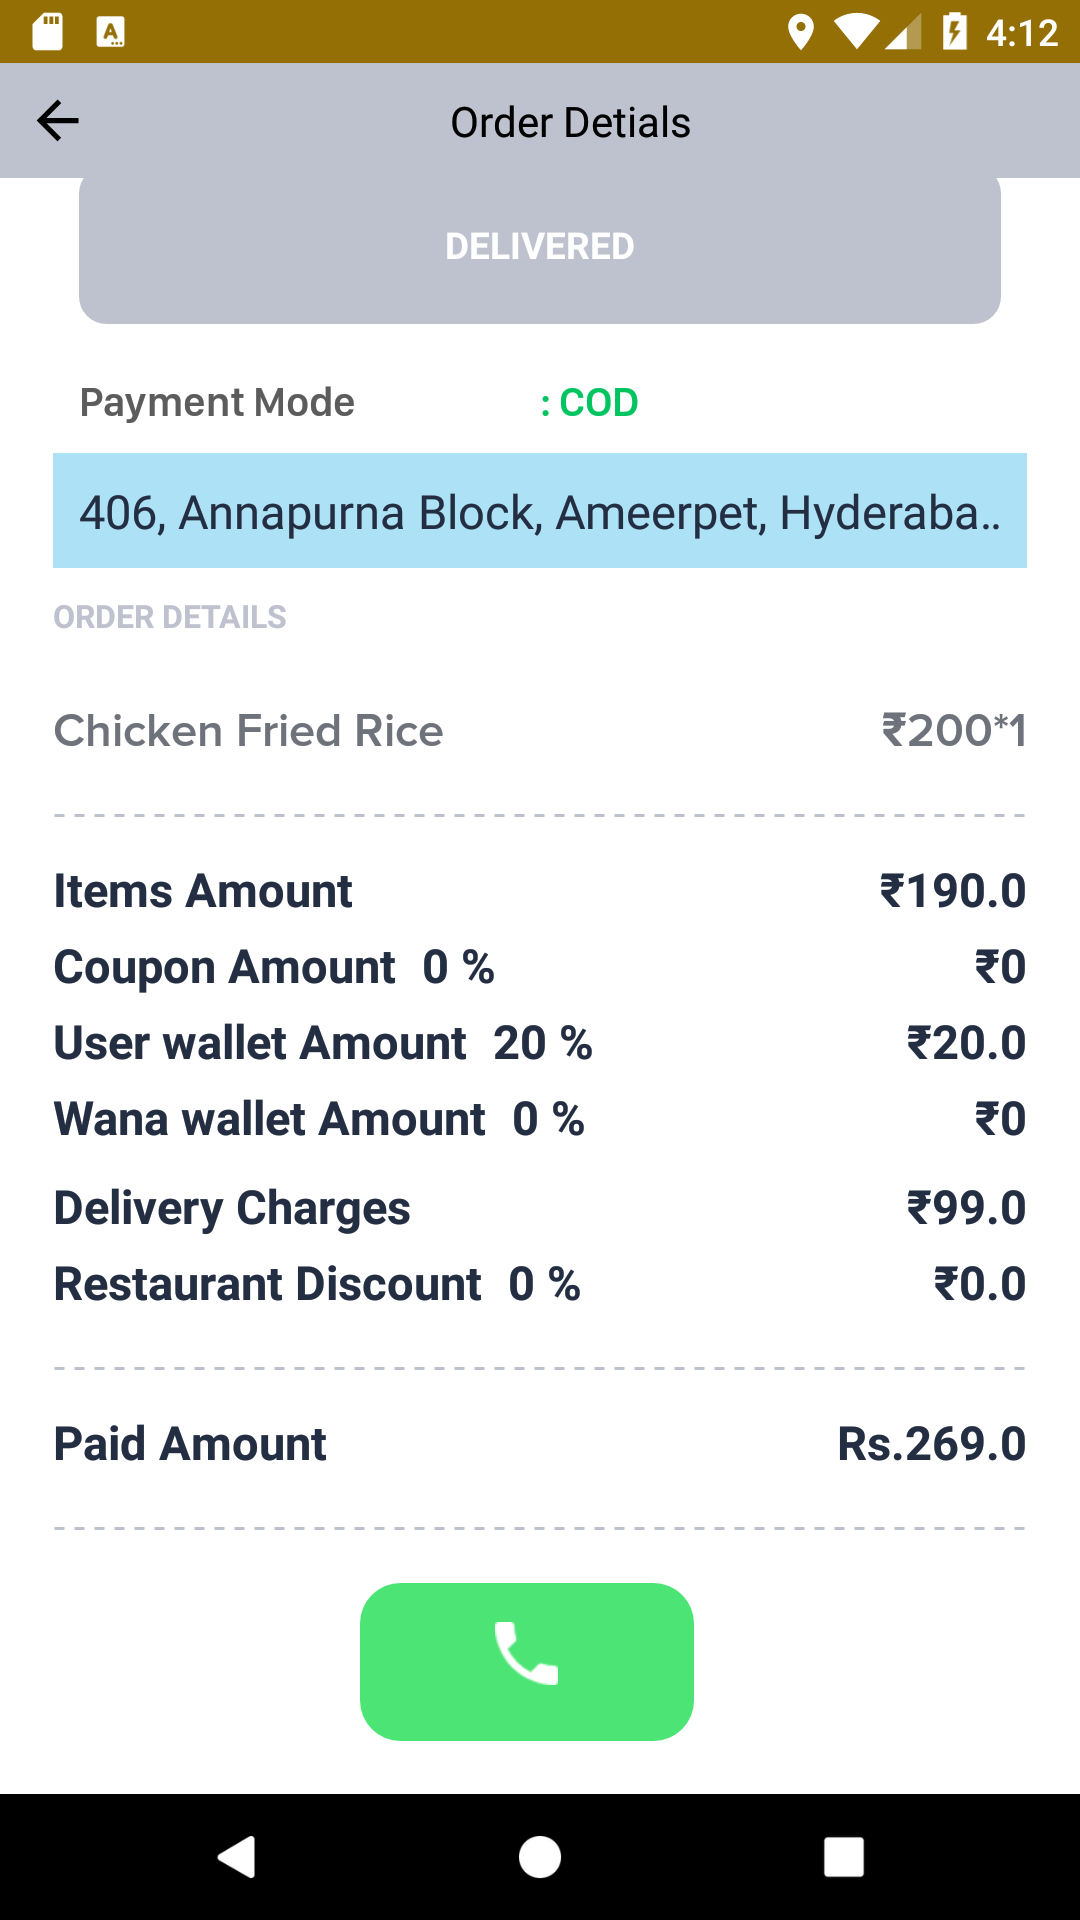 4:12
Order Detials
DELIVERED
Payment Mode : COD
406, Annapurna Block, Ameerpet, Hyderaba..
ORDER DETAILS
Chicken Fried Rice ₹200*1
Items Amount ₹190.0
Coupon Amount 0 % ₹0
User wallet Amount 20 % ₹20.0
Wana wallet Amount 0 % ₹0
Delivery Charges ₹99.0
Restaurant Discount 0 % ₹0.0
Paid Amount Rs.269.0